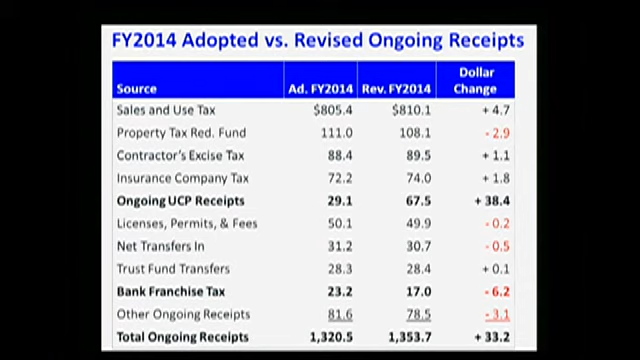 FY2014 Adopted vs. Revised Ongoing Receipts
Dollar
Source Ad. FY2014 Rev. FY2014 Change
Sales and Use Tax $805.4 $810.1 + 4.7
Property Tax Red. Fund 111.0 108.1 - 2.9
Contractor's Excise Tax 88.4 89.5 + 1.1
Insurance Company Tax 72.2 74.0 + 1.8
Ongoing UCP Receipts 29.1 67.5 + 38.4
Licenses, Permits, & Fees 50.1 49.9 - 0.2
Net Transfers In 31.2 30.7 - 0.5
Trust Fund Transfers 28.3 28.4 + 0.1
Bank Franchise Tax 23.2 17.0 - 6.2
Other Ongoing Receipts 81.6 78.5 - 3.1
Total Ongoing Receipts 1,320.5 1,353.7 + 33.2